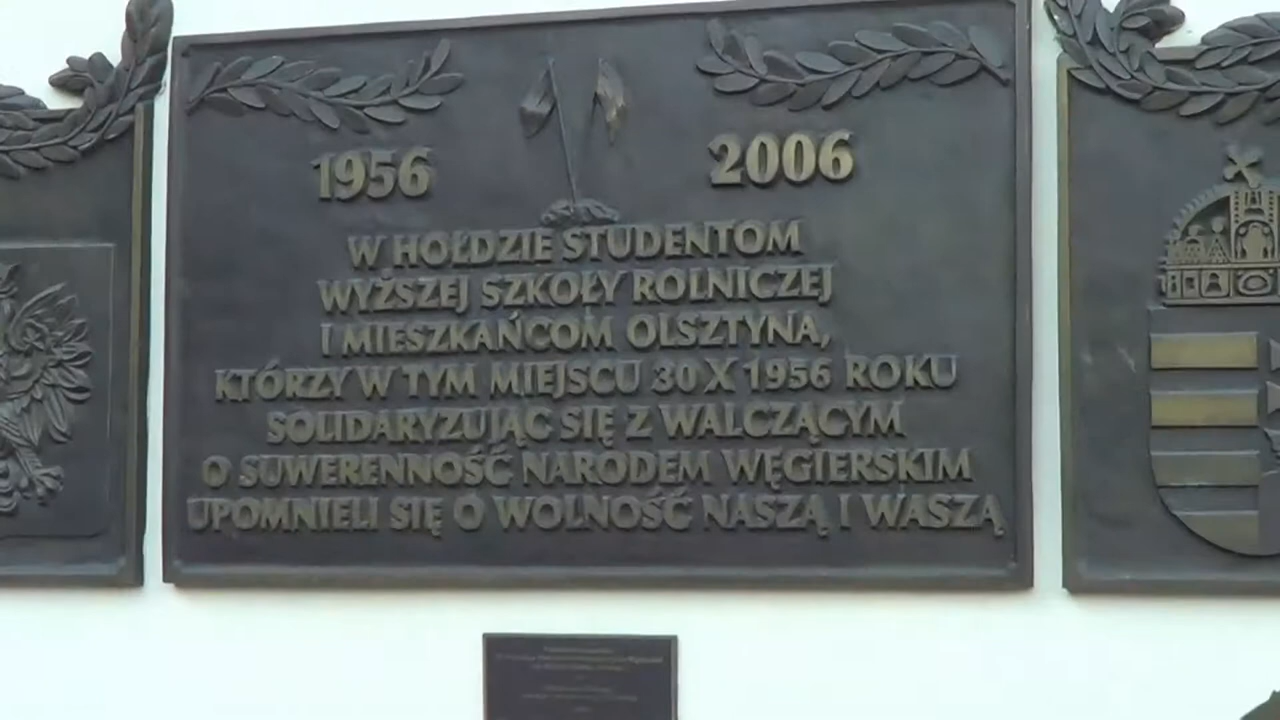 1956 2006
W HOŁDZIE STUDENTOM
WYŻSZEJ SZKOŁY ROLNICZEJ
I MIESZKAŃCOM OLSZTYNA,
KTÓRZY W TYM MIEJSCU 30 X 1956 ROKU
SOLIDARYZUJĄC SIĘ Z WALCZĄCYM
O SUWERENNOŚĆ NARODEM WĘGIERSKIM
UPOMNIELI SIĘ O WOLNOŚĆ NASZĄ I WASZĄ